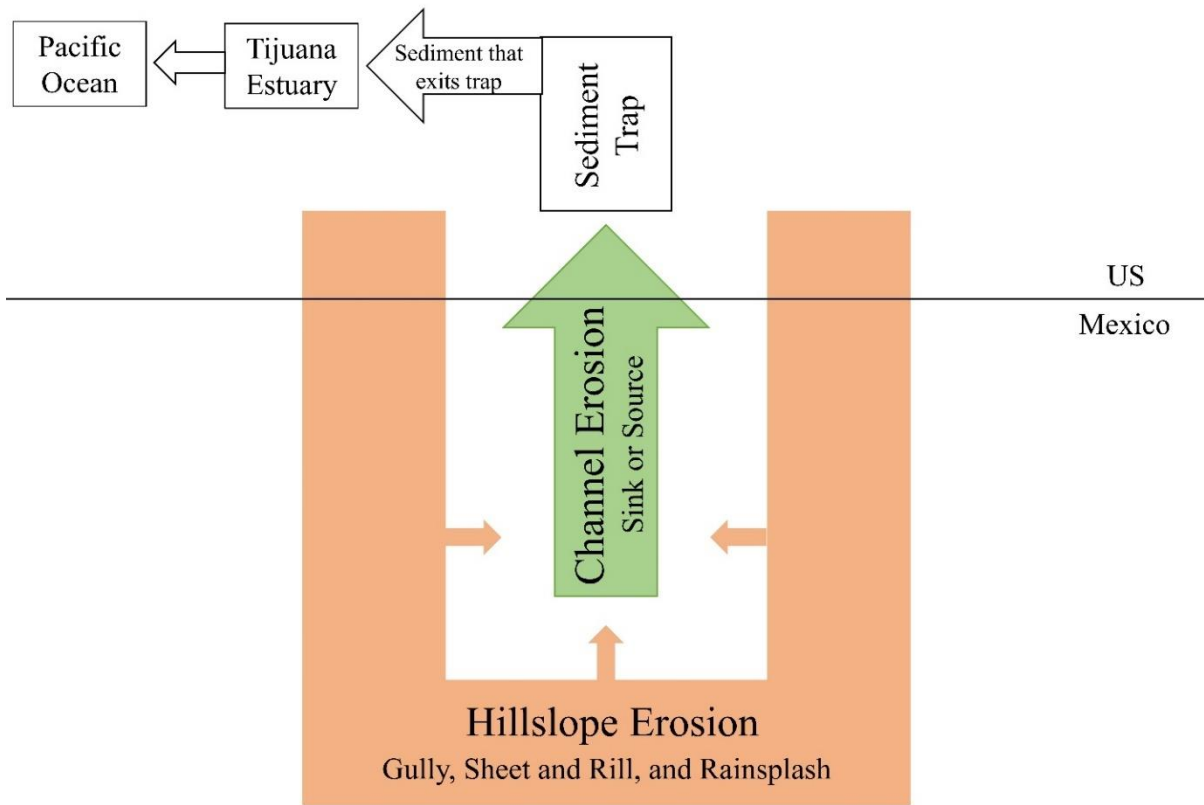 Pacific
Ocean
Tijuana
Estuary
Sediment that
exits trap
Sediment
Trap
US
Mexico
Channel Erosion
Sink or Source
Hillslope Erosion
Gully, Sheet and Rill, and Rainsplash